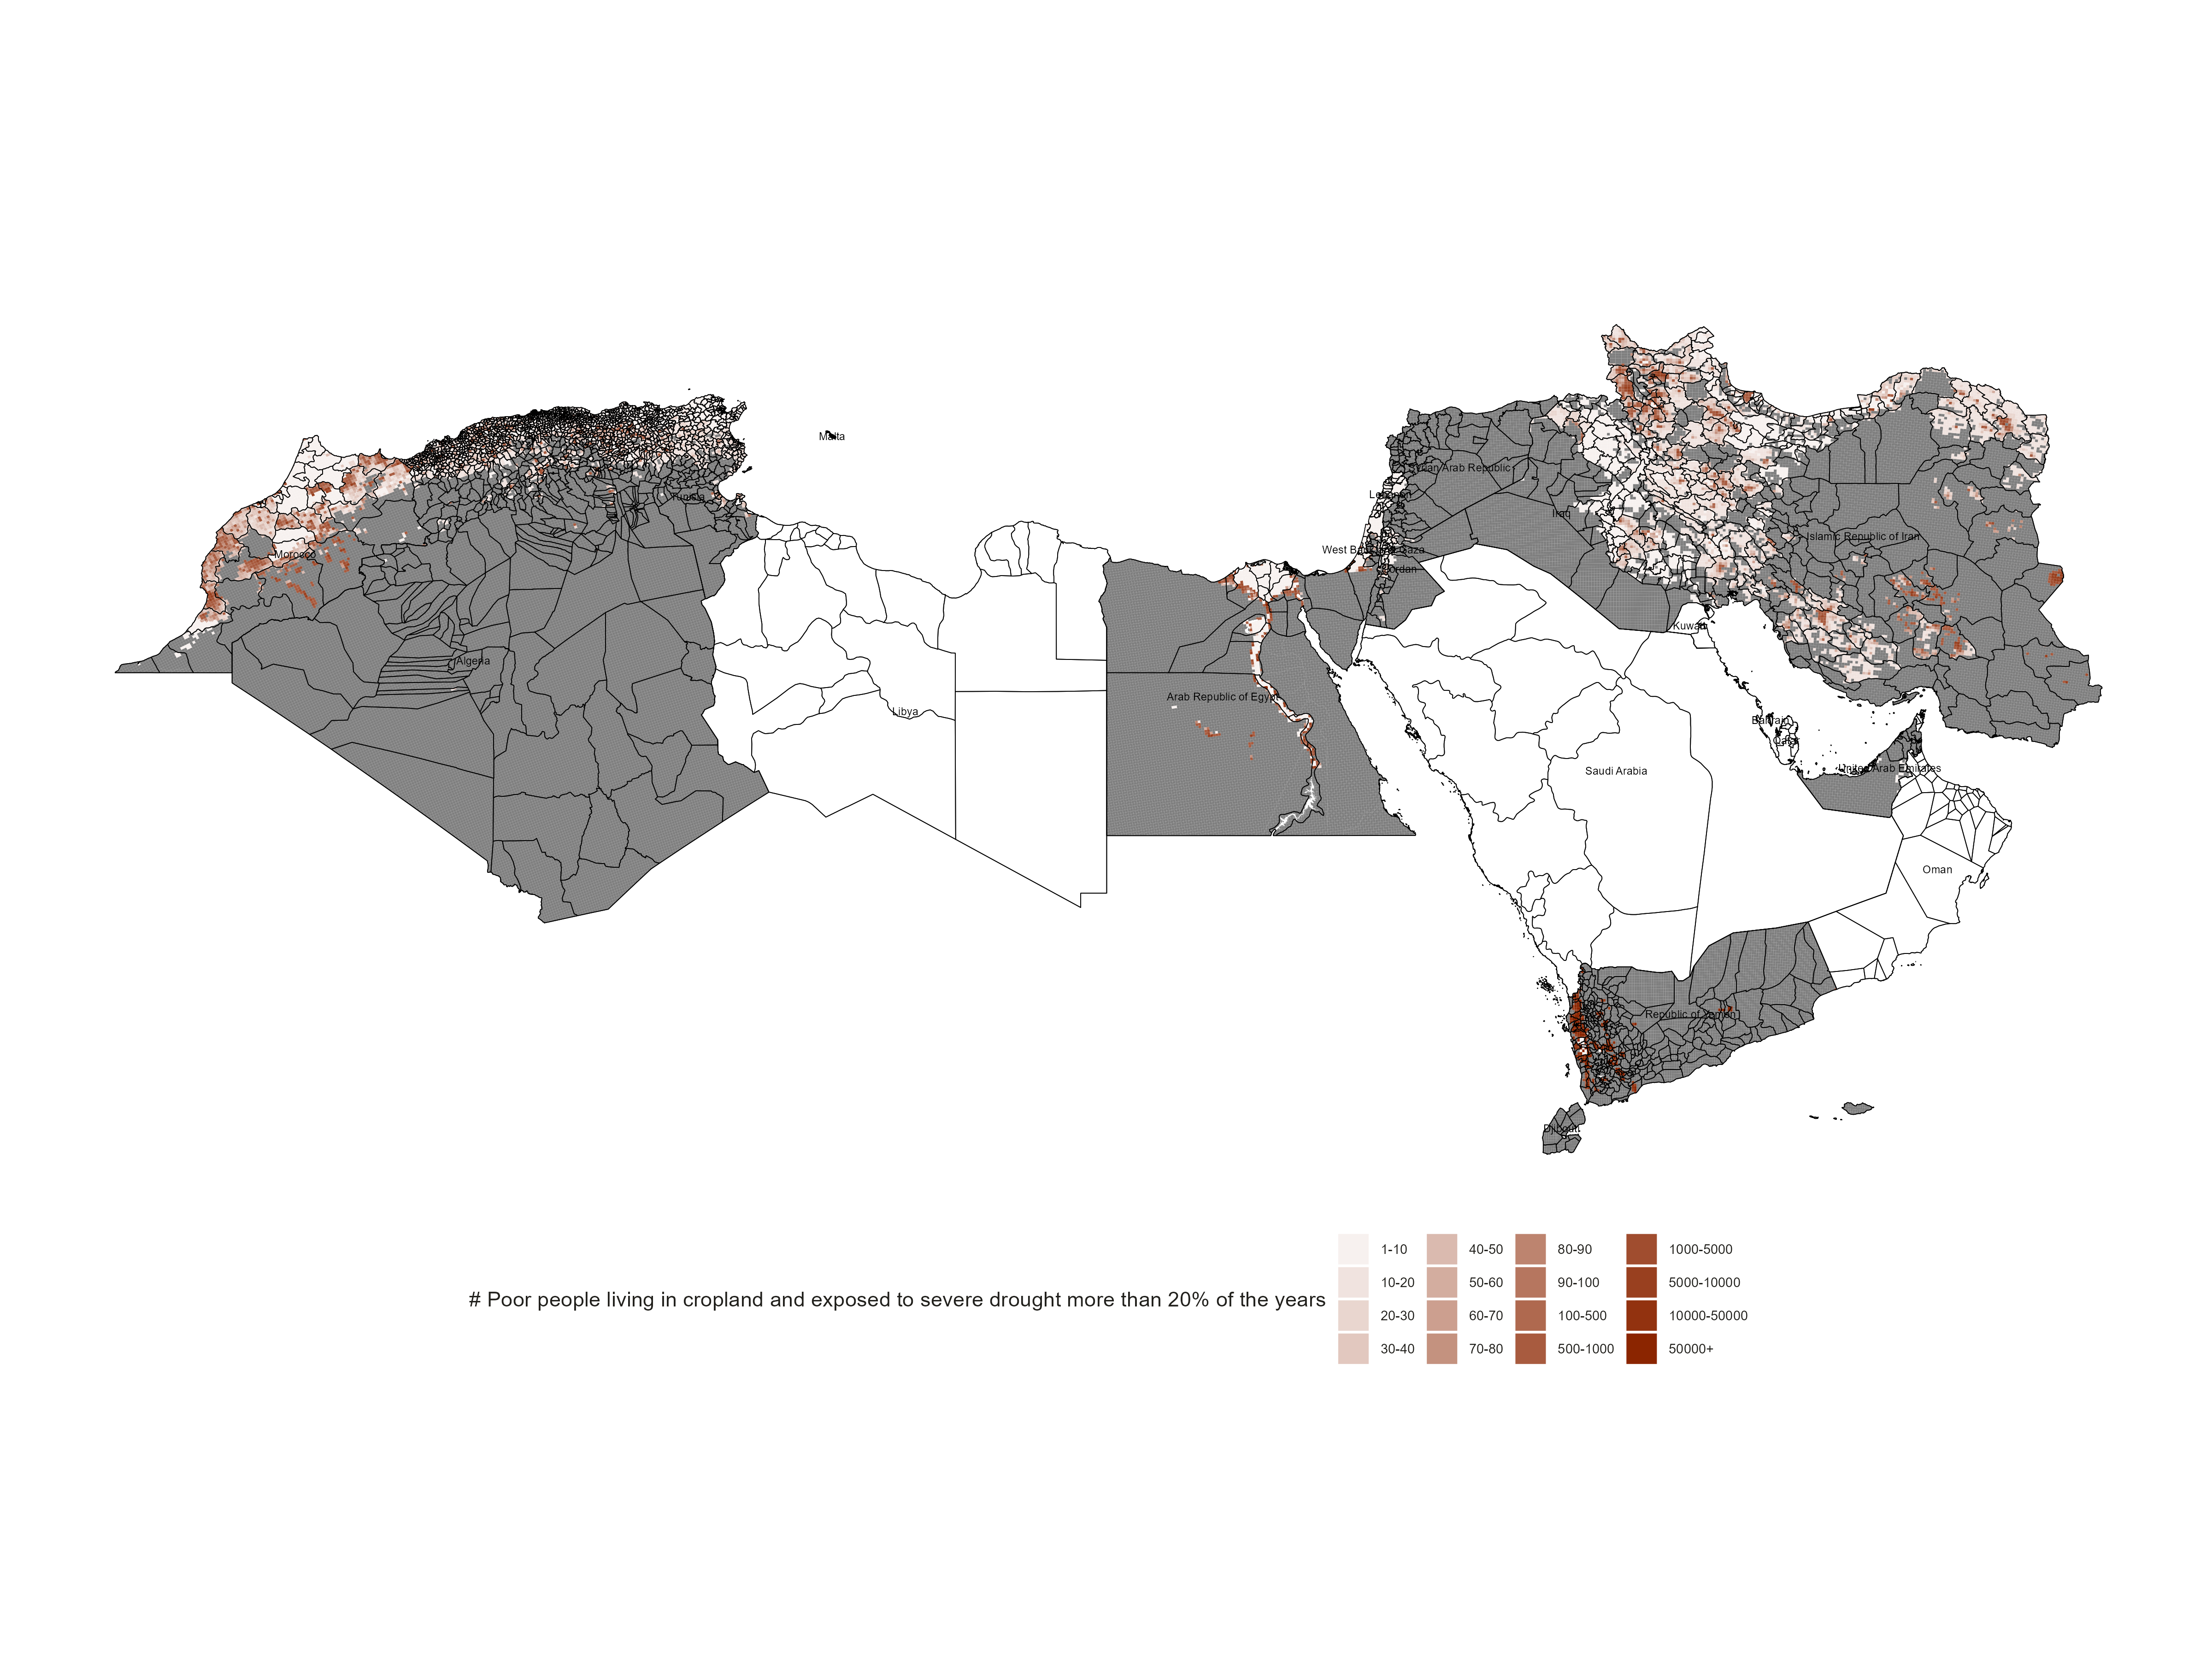 Malta
Syrian Arab Republic
Lebanon
Tunisia
Iraq
Islamic Republic of Iran
West Bank and Gaza
Morocco
Jordan
Kuwait
Algeria
Arab Republic of Egypt
Libya
Bahrain
Qatar
United Arab Emirates
Saudi Arabia
Oman
Republic of Yemen
Djibouti
# Poor people living in cropland and exposed to severe drought more than 20% of the years
1-10
10-20
20-30
30-40
40-50
50-60
60-70
70-80
80-90
90-100
100-500
500-1000
1000-5000
5000-10000
10000-50000
50000+